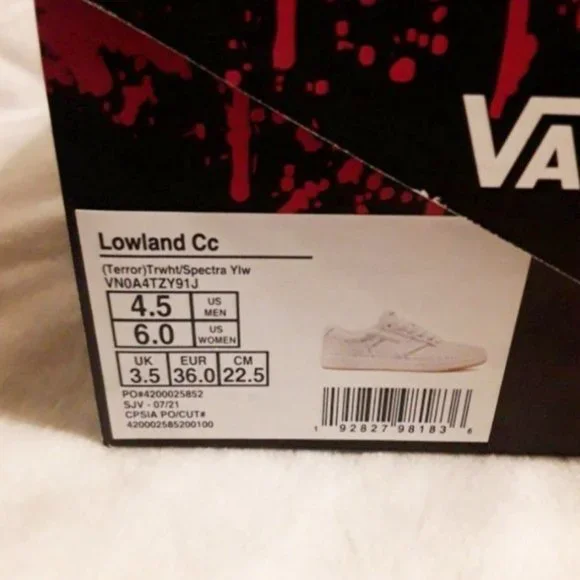 VA
Lowland Cc
(Terror)Trwht/Spectra Ylw
VN0A4TZY91J
4.5 US MEN
6.0 US WOMEN
UK EUR CM
3.5 36.0 22.5
PO#4200025852
SJV - 07/21
CPSIA PO/CUT#
420002585200100
1 92827 98183 6